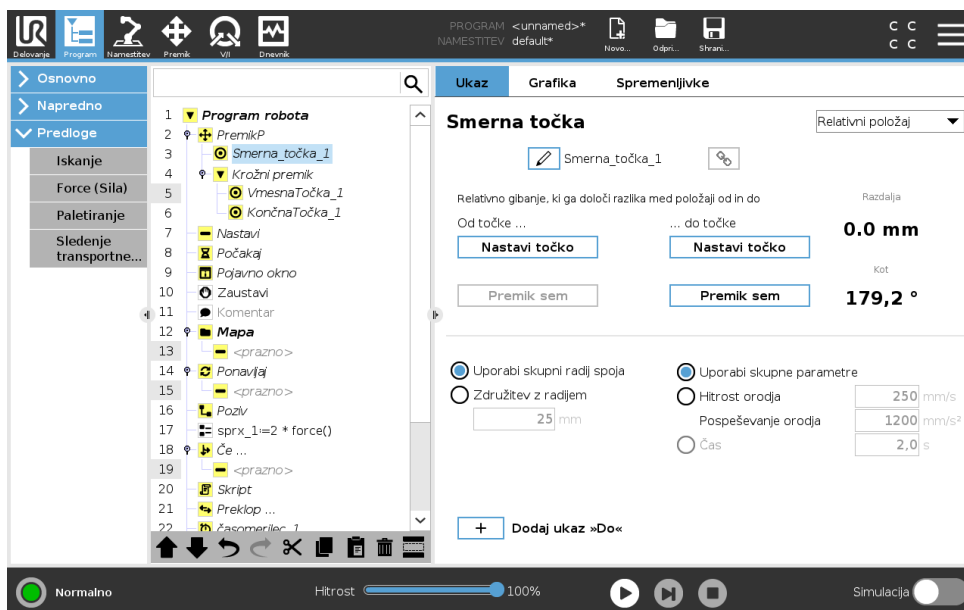 UR
PROGRAM <unnamed>*
NAMESTITEV default*
Delovanje Program Namestitev Premik V/I Dnevnik Novo... Odpri... Shrani...
C C
C C
Osnovno
Napredno
Predloge
Iskanje
Force (Sila)
Paletiranje
Sledenje
transportne...
1 Program robota
2 PremikP
3 Smerna_točka_1
4 Krožni premik
5 VmesnaTočka_1
6 KončnaTočka_1
7 Nastavi
8 Počakaj
9 Pojavno okno
10 Zaustavi
11 Komentar
12 Mapa
13 <prazno>
14 Ponavljaj
15 <prazno>
16 Poziv
17 sprx_1≔2 * force()
18 Če ...
19 <prazno>
20 Skript
21 Preklop ...
22 časomerilec_1
Ukaz Grafika Spremenljivke
Smerna točka
Relativni položaj
Smerna_točka_1
Relativno gibanje, ki ga določi razlika med položaji od in do
Od točke ... ... do točke
Nastavi točko Nastavi točko
Premik sem Premik sem
Razdalja
0.0 mm
Kot
179,2 °
Uporabi skupni radij spoja
Združitev z radijem
25 mm
Uporabi skupne parametre
Hitrost orodja 250 mm/s
Pospeševanje orodja 1200 mm/s²
Čas 2,0 s
+ Dodaj ukaz »Do«
Normalno
Hitrost 100%
Simulacija